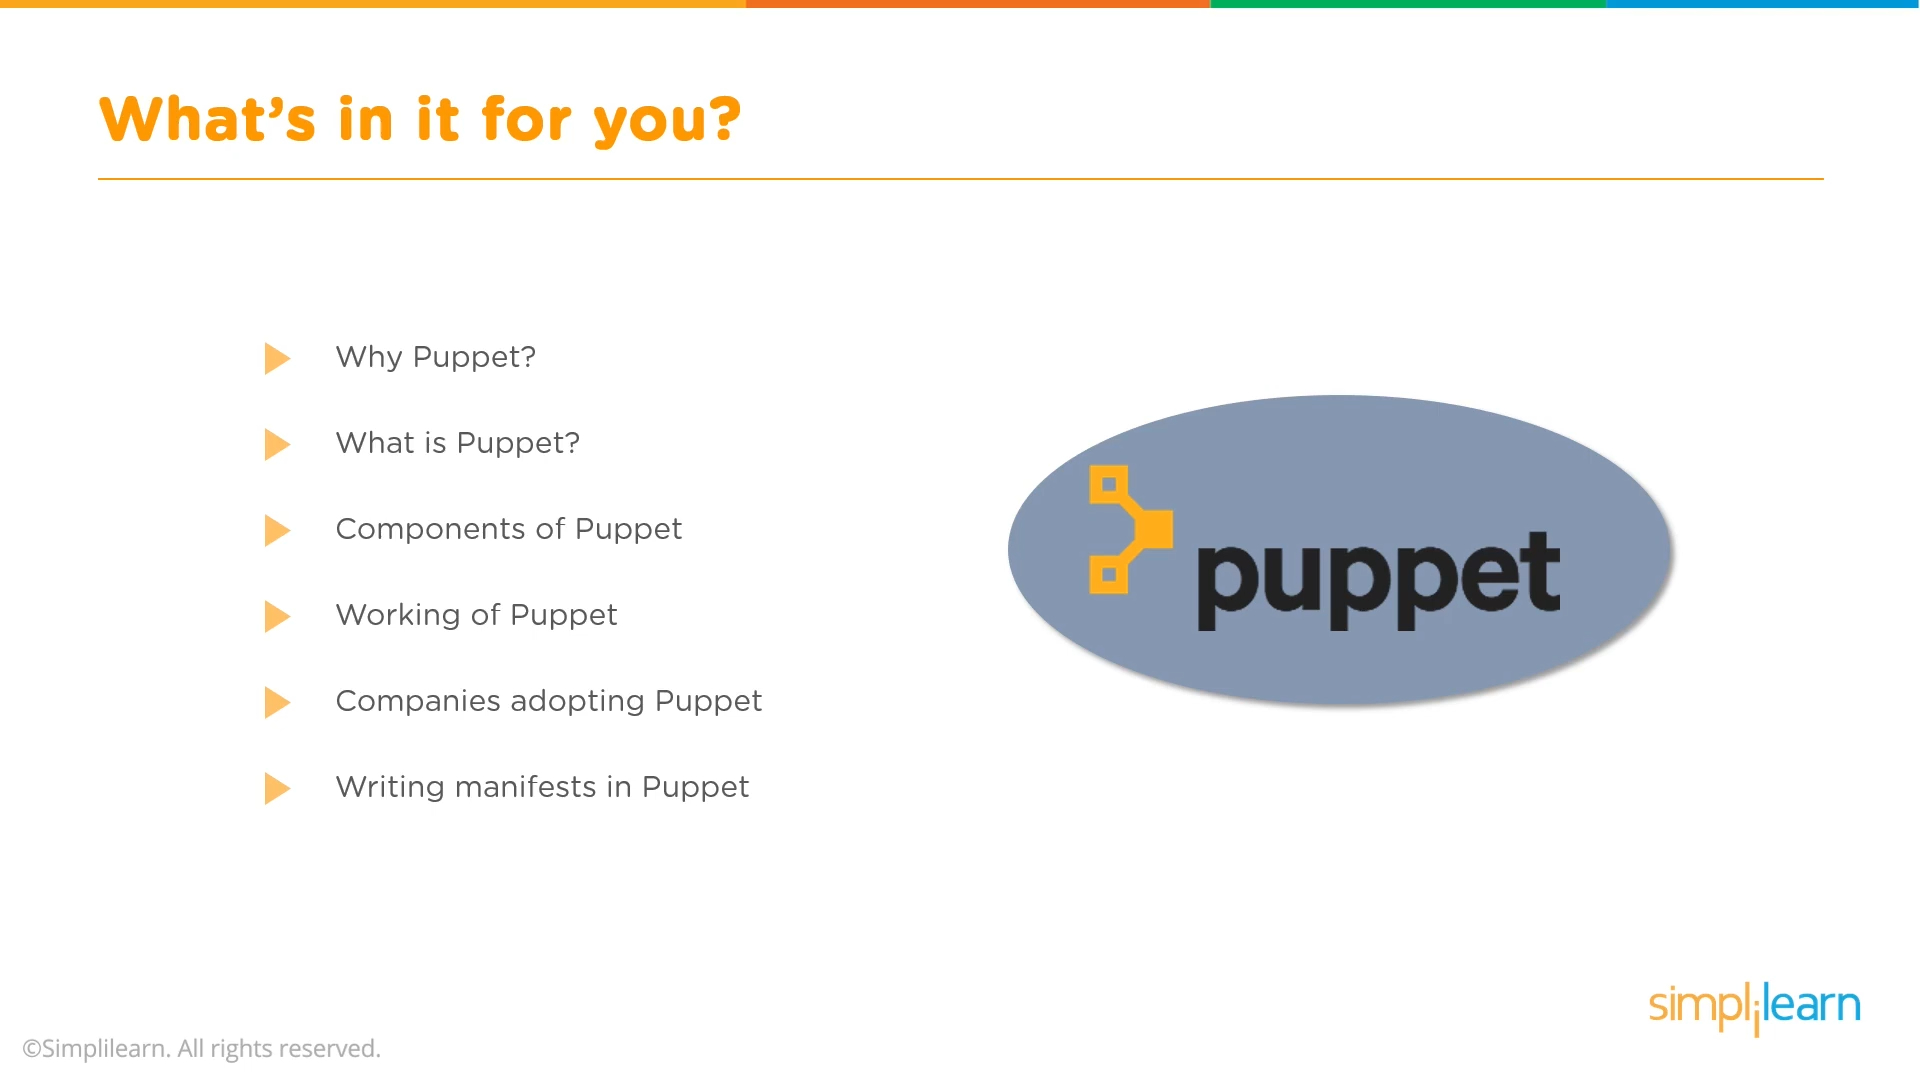 What’s in it for you?
Why Puppet?
What is Puppet?
Components of Puppet
Working of Puppet
Companies adopting Puppet
Writing manifests in Puppet
puppet
simplilearn
©Simplilearn. All rights reserved.